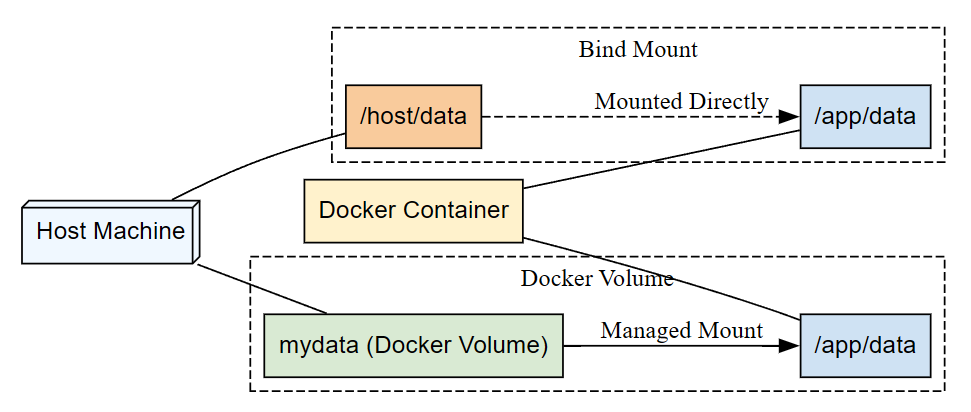 Bind Mount
/host/data
Mounted Directly
/app/data
Docker Container
Host Machine
Docker Volume
mydata (Docker Volume)
Managed Mount
/app/data